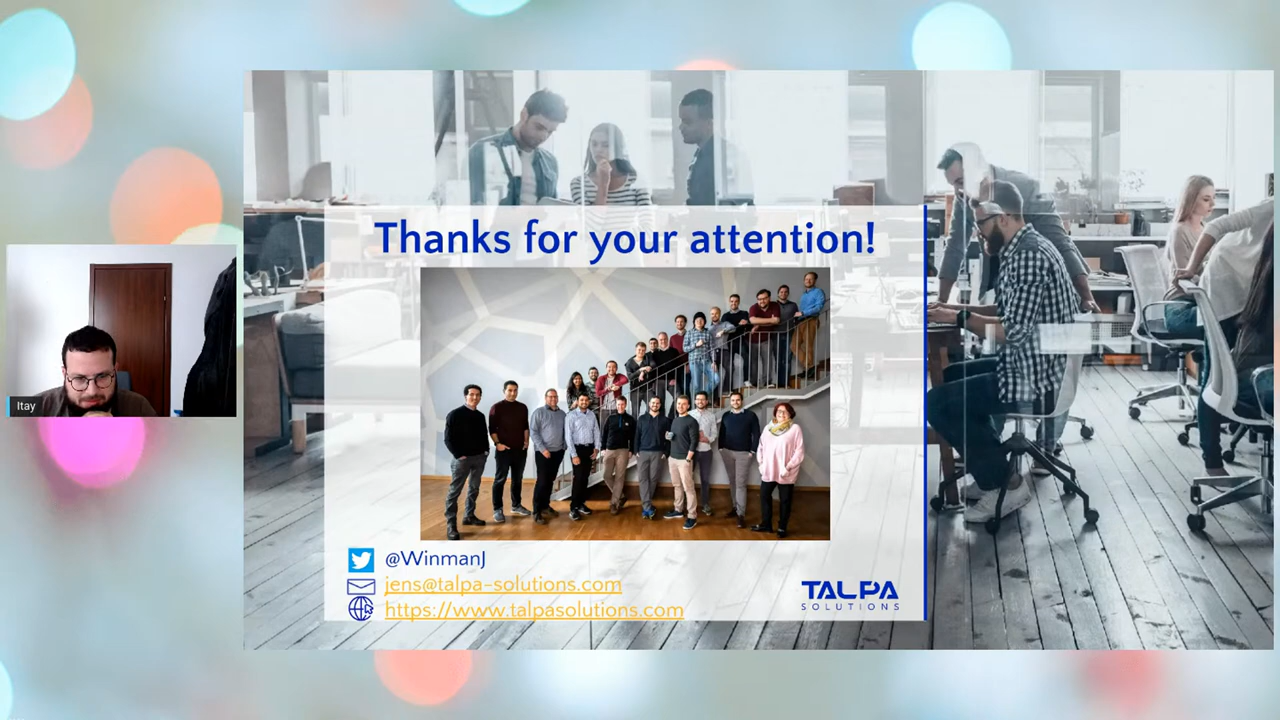 Thanks for your attention!
Itay
@WinmanJ
jens@talpa-solutions.com
https://www.talpasolutions.com
TALPA
SOLUTIONS